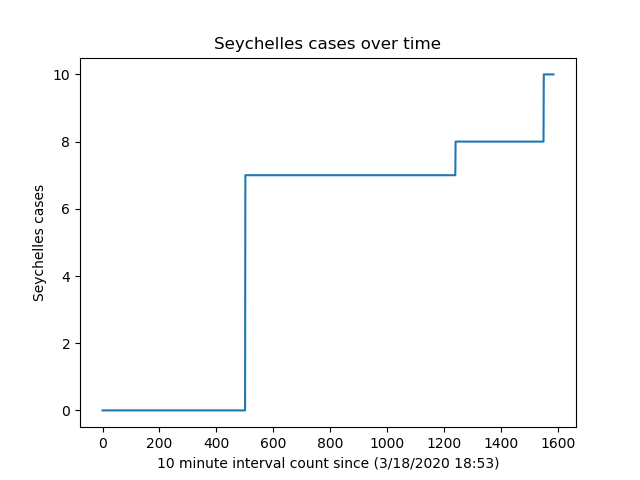 Seychelles cases over time
10
8
6
4
2
0
Seychelles cases
0 200 400 600 800 1000 1200 1400 1600
10 minute interval count since (3/18/2020 18:53)